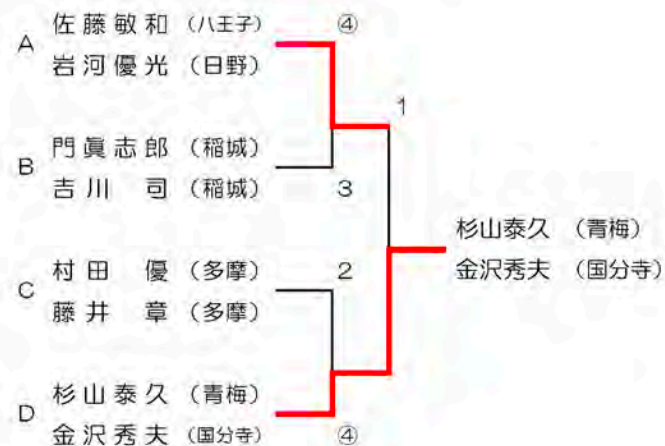 A 佐藤敏和 (八王子) ④
岩河優光 (日野)
1
B 門眞志郎 (稲城)
吉川 司 (稲城) 3
杉山泰久 (青梅)
金沢秀夫 (国分寺)
C 村田 優 (多摩) 2
藤井 章 (多摩)
D 杉山泰久 (青梅)
金沢秀夫 (国分寺) ④